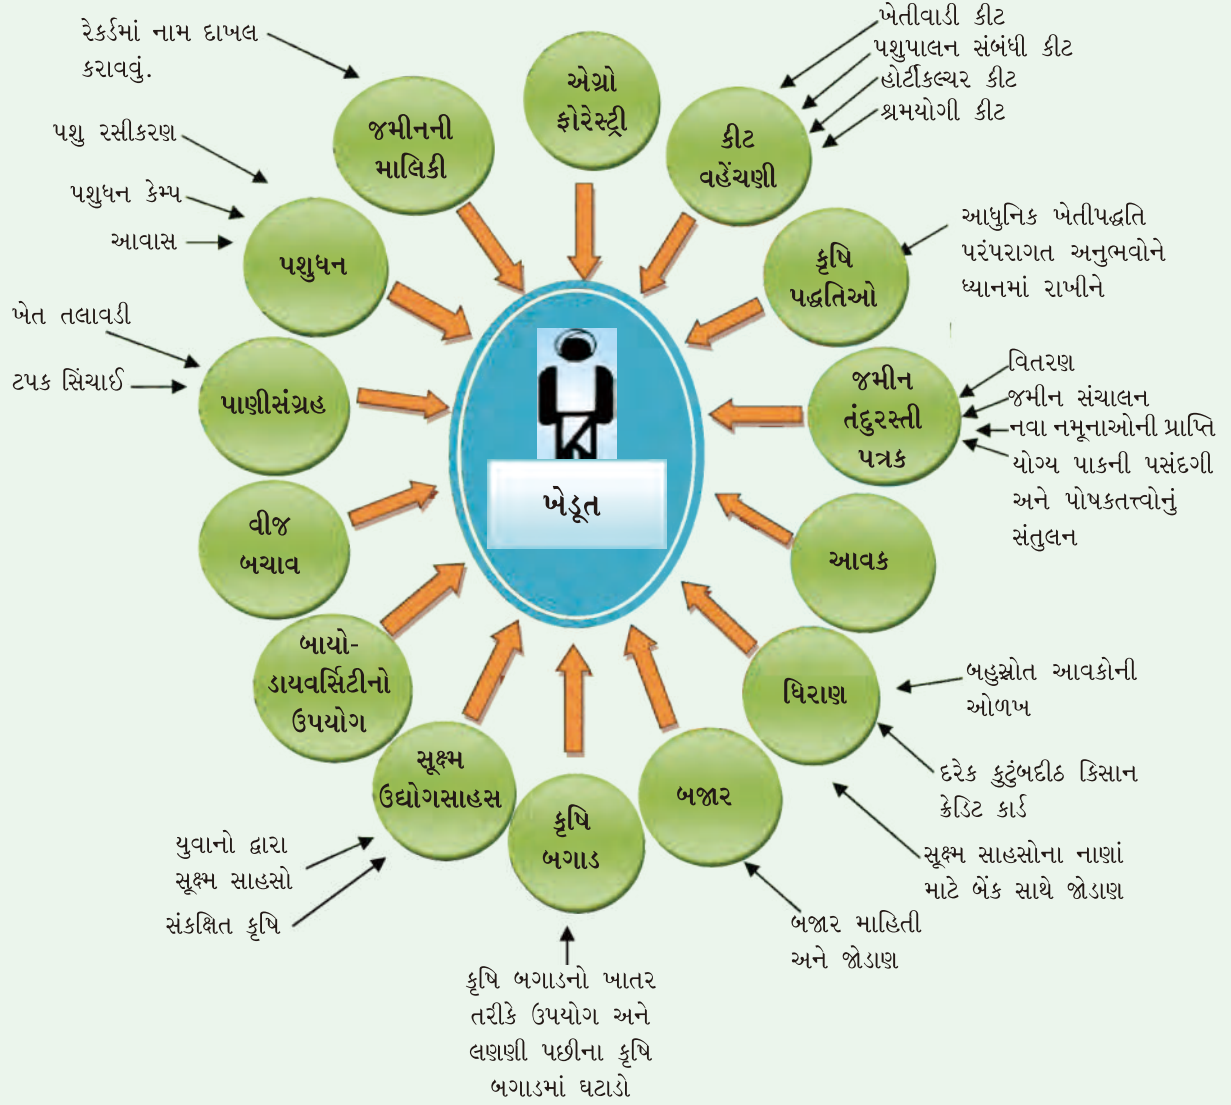 રેકર્ડમાં નામ દાખલ
કરાવવું.
જમીનની
માલિકી
એગ્રો
ફોરેસ્ટ્રી
ખેતીવાડી કીટ
પશુપાલન સંબંધી કીટ
હોર્ટીકલ્ચર કીટ
શ્રમયોગી કીટ
કીટ
વહેંચણી
પશુ રસીકરણ
પશુધન કેમ્પ
આવાસ
પશુધન
આધુનિક ખેતીપદ્ધતિ
પરંપરાગત અનુભવોને
ધ્યાનમાં રાખીને
કૃષિ
પદ્ધતિઓ
ખેત તલાવડી
ટપક સિંચાઈ
પાણીસંગ્રહ
જમીન
તંદુરસ્તી
પત્રક
વિતરણ
જમીન સંચાલન
નવા નમૂનાઓની પ્રાપ્તિ
યોગ્ય પાકની પસંદગી
અને પોષકતત્ત્વોનું
સંતુલન
ખેડૂત
વીજ
બચાવ
આવક
બાયો-
ડાયવર્સિટીનો
ઉપયોગ
ધિરાણ
બહુસ્રોત આવકોની
ઓળખ
દરેક કુટુંબદીઠ કિસાન
ક્રેડિટ કાર્ડ
સૂક્ષ્મ સાહસોના નાણાં
માટે બેંક સાથે જોડાણ
સૂક્ષ્મ
ઉદ્યોગસાહસ
યુવાનો દ્વારા
સૂક્ષ્મ સાહસો
સંકક્ષિત કૃષિ
કૃષિ
બગાડ
બજાર
બજાર માહિતી
અને જોડાણ
કૃષિ બગાડનો ખાતર
તરીકે ઉપયોગ અને
લણણી પછીના કૃષિ
બગાડમાં ઘટાડો